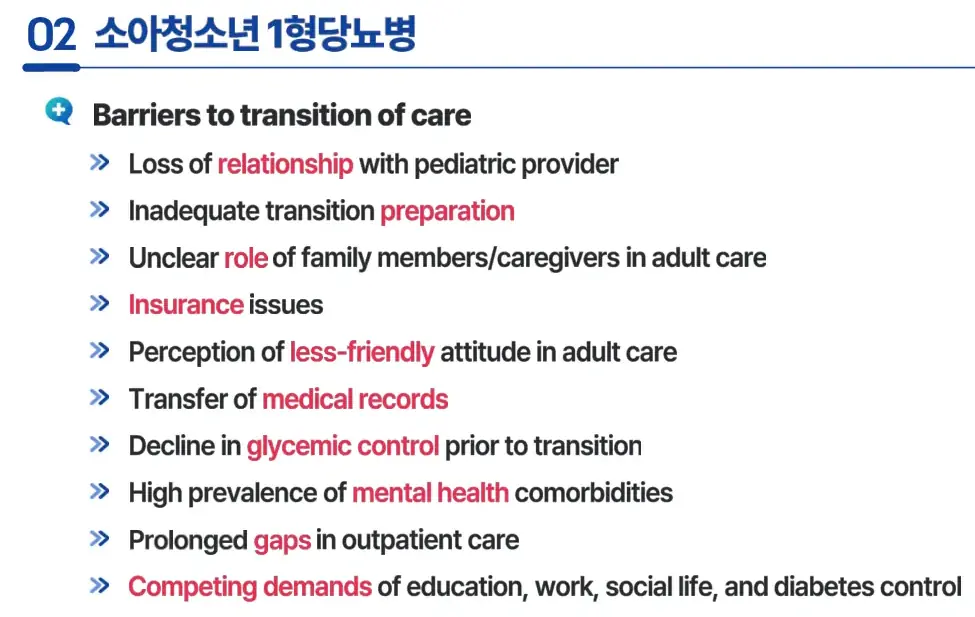 02 소아청소년 1형당뇨병
Barriers to transition of care
Loss of relationship with pediatric provider
Inadequate transition preparation
Unclear role of family members/caregivers in adult care
Insurance issues
Perception of less-friendly attitude in adult care
Transfer of medical records
Decline in glycemic control prior to transition
High prevalence of mental health comorbidities
Prolonged gaps in outpatient care
Competing demands of education, work, social life, and diabetes control